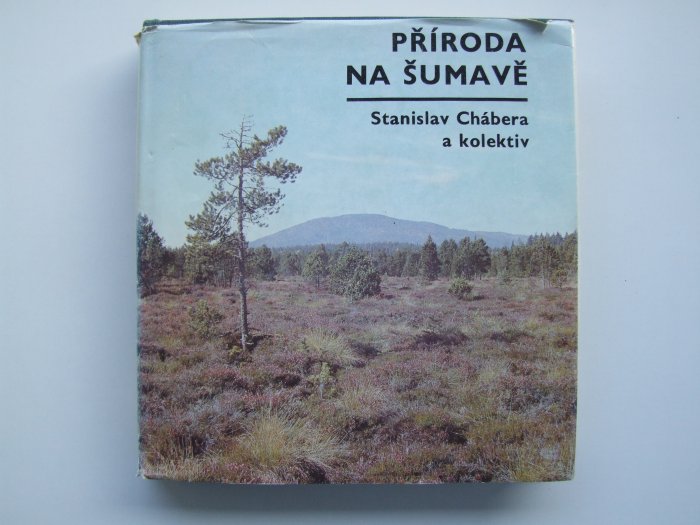 PŘÍRODA
NA ŠUMAVĚ
Stanislav Chábera
a kolektiv